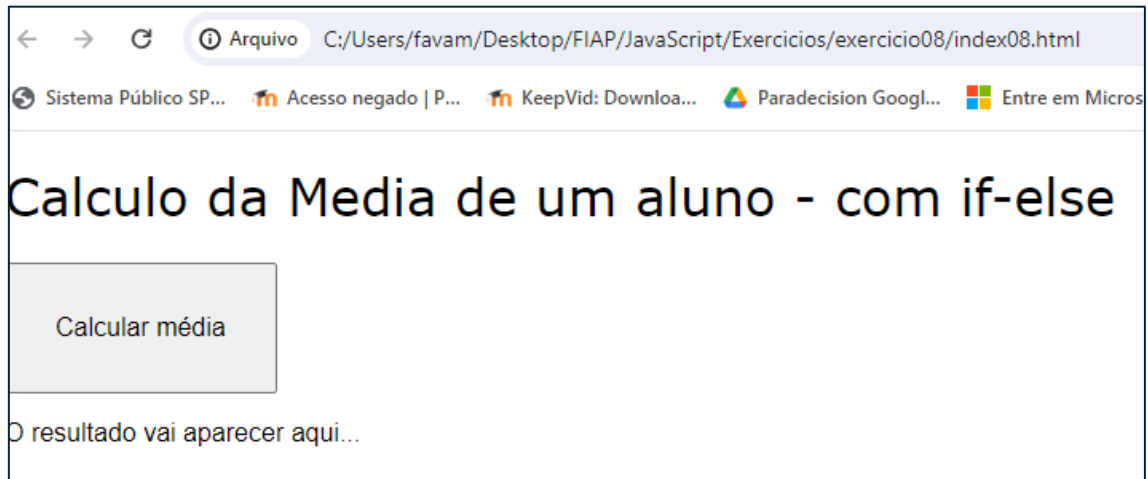 Arquivo C:/Users/favam/Desktop/FIAP/JavaScript/Exercicios/exercicio08/index08.html
Sistema Público SP... Acesso negado | P... KeepVid: Downloa... Paradecision Googl... Entre em Micros
Calculo da Media de um aluno - com if-else
Calcular média
O resultado vai aparecer aqui...